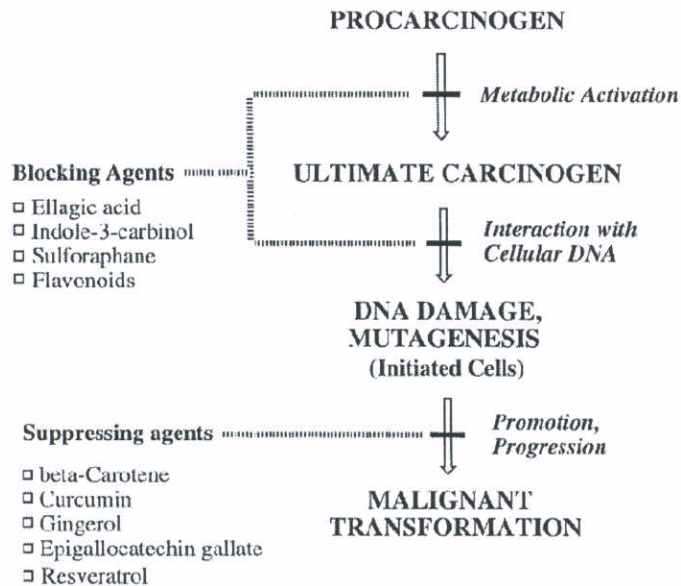 PROCARCINOGEN
Metabolic Activation
Blocking Agents
ULTIMATE CARCINOGEN
□ Ellagic acid
□ Indole-3-carbinol
□ Sulforaphane
□ Flavonoids
Interaction with
Cellular DNA
DNA DAMAGE,
MUTAGENESIS
(Initiated Cells)
Suppressing agents
Promotion,
Progression
□ beta-Carotene
□ Curcumin
□ Gingerol
□ Epigallocatechin gallate
□ Resveratrol
MALIGNANT
TRANSFORMATION